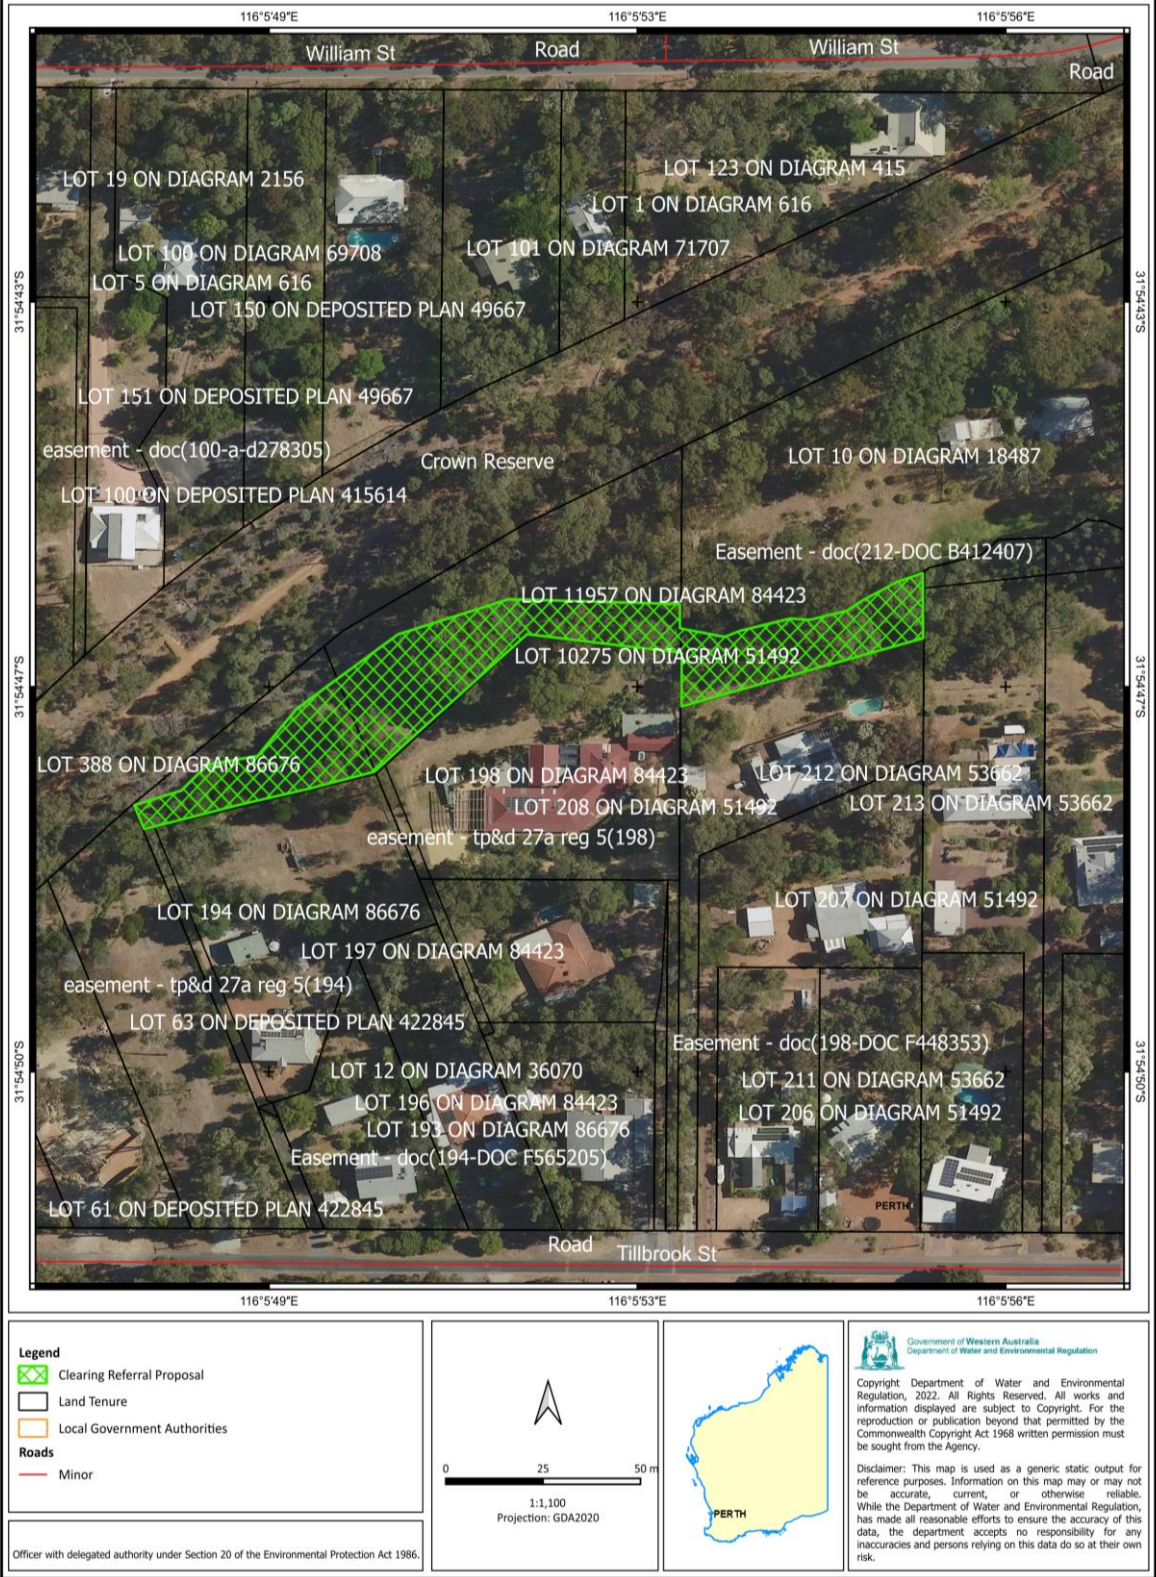 116°5'49"E
116°5'53"E
116°5'56"E
William St
Road
William St
Road
LOT 123 ON DIAGRAM 415
LOT 19 ON DIAGRAM 2156
LOT 1 ON DIAGRAM 616
LOT 101 ON DIAGRAM 71707
LOT 100 ON DIAGRAM 69708
LOT 5 ON DIAGRAM 616
31°54'43"S
31°54'43"S
LOT 150 ON DEPOSITED PLAN 49667
LOT 151 ON DEPOSITED PLAN 49667
easement - doc(100-a-d278305)
Crown Reserve
LOT 10 ON DIAGRAM 18487
LOT 100 ON DEPOSITED PLAN 415614
Easement - doc(212-DOC B412407)
LOT 11957 ON DIAGRAM 84423
LOT 10275 ON DIAGRAM 51492
31°54'47"S
31°54'47"S
LOT 388 ON DIAGRAM 86676
LOT 198 ON DIAGRAM 84423
LOT 212 ON DIAGRAM 53662
LOT 208 ON DIAGRAM 51492
LOT 213 ON DIAGRAM 53662
easement - tp&d 27a reg 5(198)
LOT 207 ON DIAGRAM 51492
LOT 194 ON DIAGRAM 86676
LOT 197 ON DIAGRAM 84423
easement - tp&d 27a reg 5(194)
LOT 63 ON DEPOSITED PLAN 422845
Easement - doc(198-DOC F448353)
31°54'50"S
31°54'50"S
LOT 12 ON DIAGRAM 36070
LOT 211 ON DIAGRAM 53662
LOT 196 ON DIAGRAM 84423
LOT 206 ON DIAGRAM 51492
LOT 193 ON DIAGRAM 86676
Easement - doc(194-DOC F565205)
LOT 61 ON DEPOSITED PLAN 422845
PERTH
Road
Tillbrook St
116°5'49"E
116°5'53"E
116°5'56"E
Legend
Clearing Referral Proposal
Land Tenure
Local Government Authorities
Roads
Minor
Officer with delegated authority under Section 20 of the Environmental Protection Act 1986.
0 25 50 m
1:1,100
Projection: GDA2020
PERTH
Government of Western Australia
Department of Water and Environmental Regulation
Copyright Department of Water and Environmental
Regulation, 2022. All Rights Reserved. All works and
information displayed are subject to Copyright. For the
reproduction or publication beyond that permitted by the
Commonwealth Copyright Act 1968 written permission must
be sought from the Agency.
Disclaimer: This map is used as a generic static output for
reference purposes. Information on this map may or may not
be accurate, current, or otherwise reliable.
While the Department of Water and Environmental Regulation,
has made all reasonable efforts to ensure the accuracy of this
data, the department accepts no responsibility for any
inaccuracies and persons relying on this data do so at their own
risk.